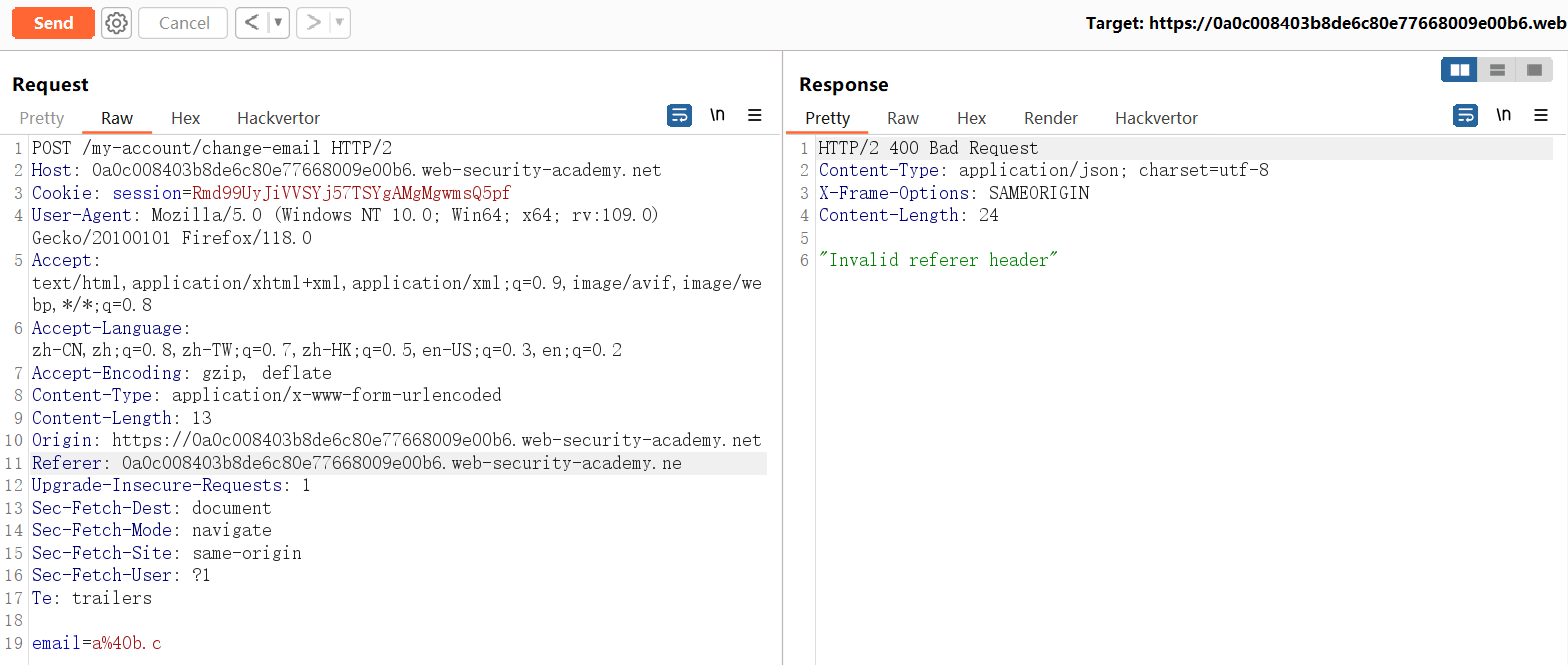 Send
Cancel
<
>
Target: https://0a0c008403b8de6c80e77668009e00b6.web
Request
Pretty
Raw
Hex
Hackvertor
\n
1 POST /my-account/change-email HTTP/2
2 Host: 0a0c008403b8de6c80e77668009e00b6.web-security-academy.net
3 Cookie: session=Rmd99UyJiVVSYj57TSYgAMgMgwmsQ5pf
4 User-Agent: Mozilla/5.0 (Windows NT 10.0; Win64; x64; rv:109.0)
Gecko/20100101 Firefox/118.0
5 Accept:
text/html,application/xhtml+xml,application/xml;q=0.9,image/avif,image/we
bp,*/*;q=0.8
6 Accept-Language:
zh-CN,zh;q=0.8,zh-TW;q=0.7,zh-HK;q=0.5,en-US;q=0.3,en;q=0.2
7 Accept-Encoding: gzip, deflate
8 Content-Type: application/x-www-form-urlencoded
9 Content-Length: 13
10 Origin: https://0a0c008403b8de6c80e77668009e00b6.web-security-academy.net
11 Referer: 0a0c008403b8de6c80e77668009e00b6.web-security-academy.ne
12 Upgrade-Insecure-Requests: 1
13 Sec-Fetch-Dest: document
14 Sec-Fetch-Mode: navigate
15 Sec-Fetch-Site: same-origin
16 Sec-Fetch-User: ?1
17 Te: trailers
18
19 email=a%40b.c
Response
Pretty
Raw
Hex
Render
Hackvertor
\n
1 HTTP/2 400 Bad Request
2 Content-Type: application/json; charset=utf-8
3 X-Frame-Options: SAMEORIGIN
4 Content-Length: 24
5
6 "Invalid referer header"